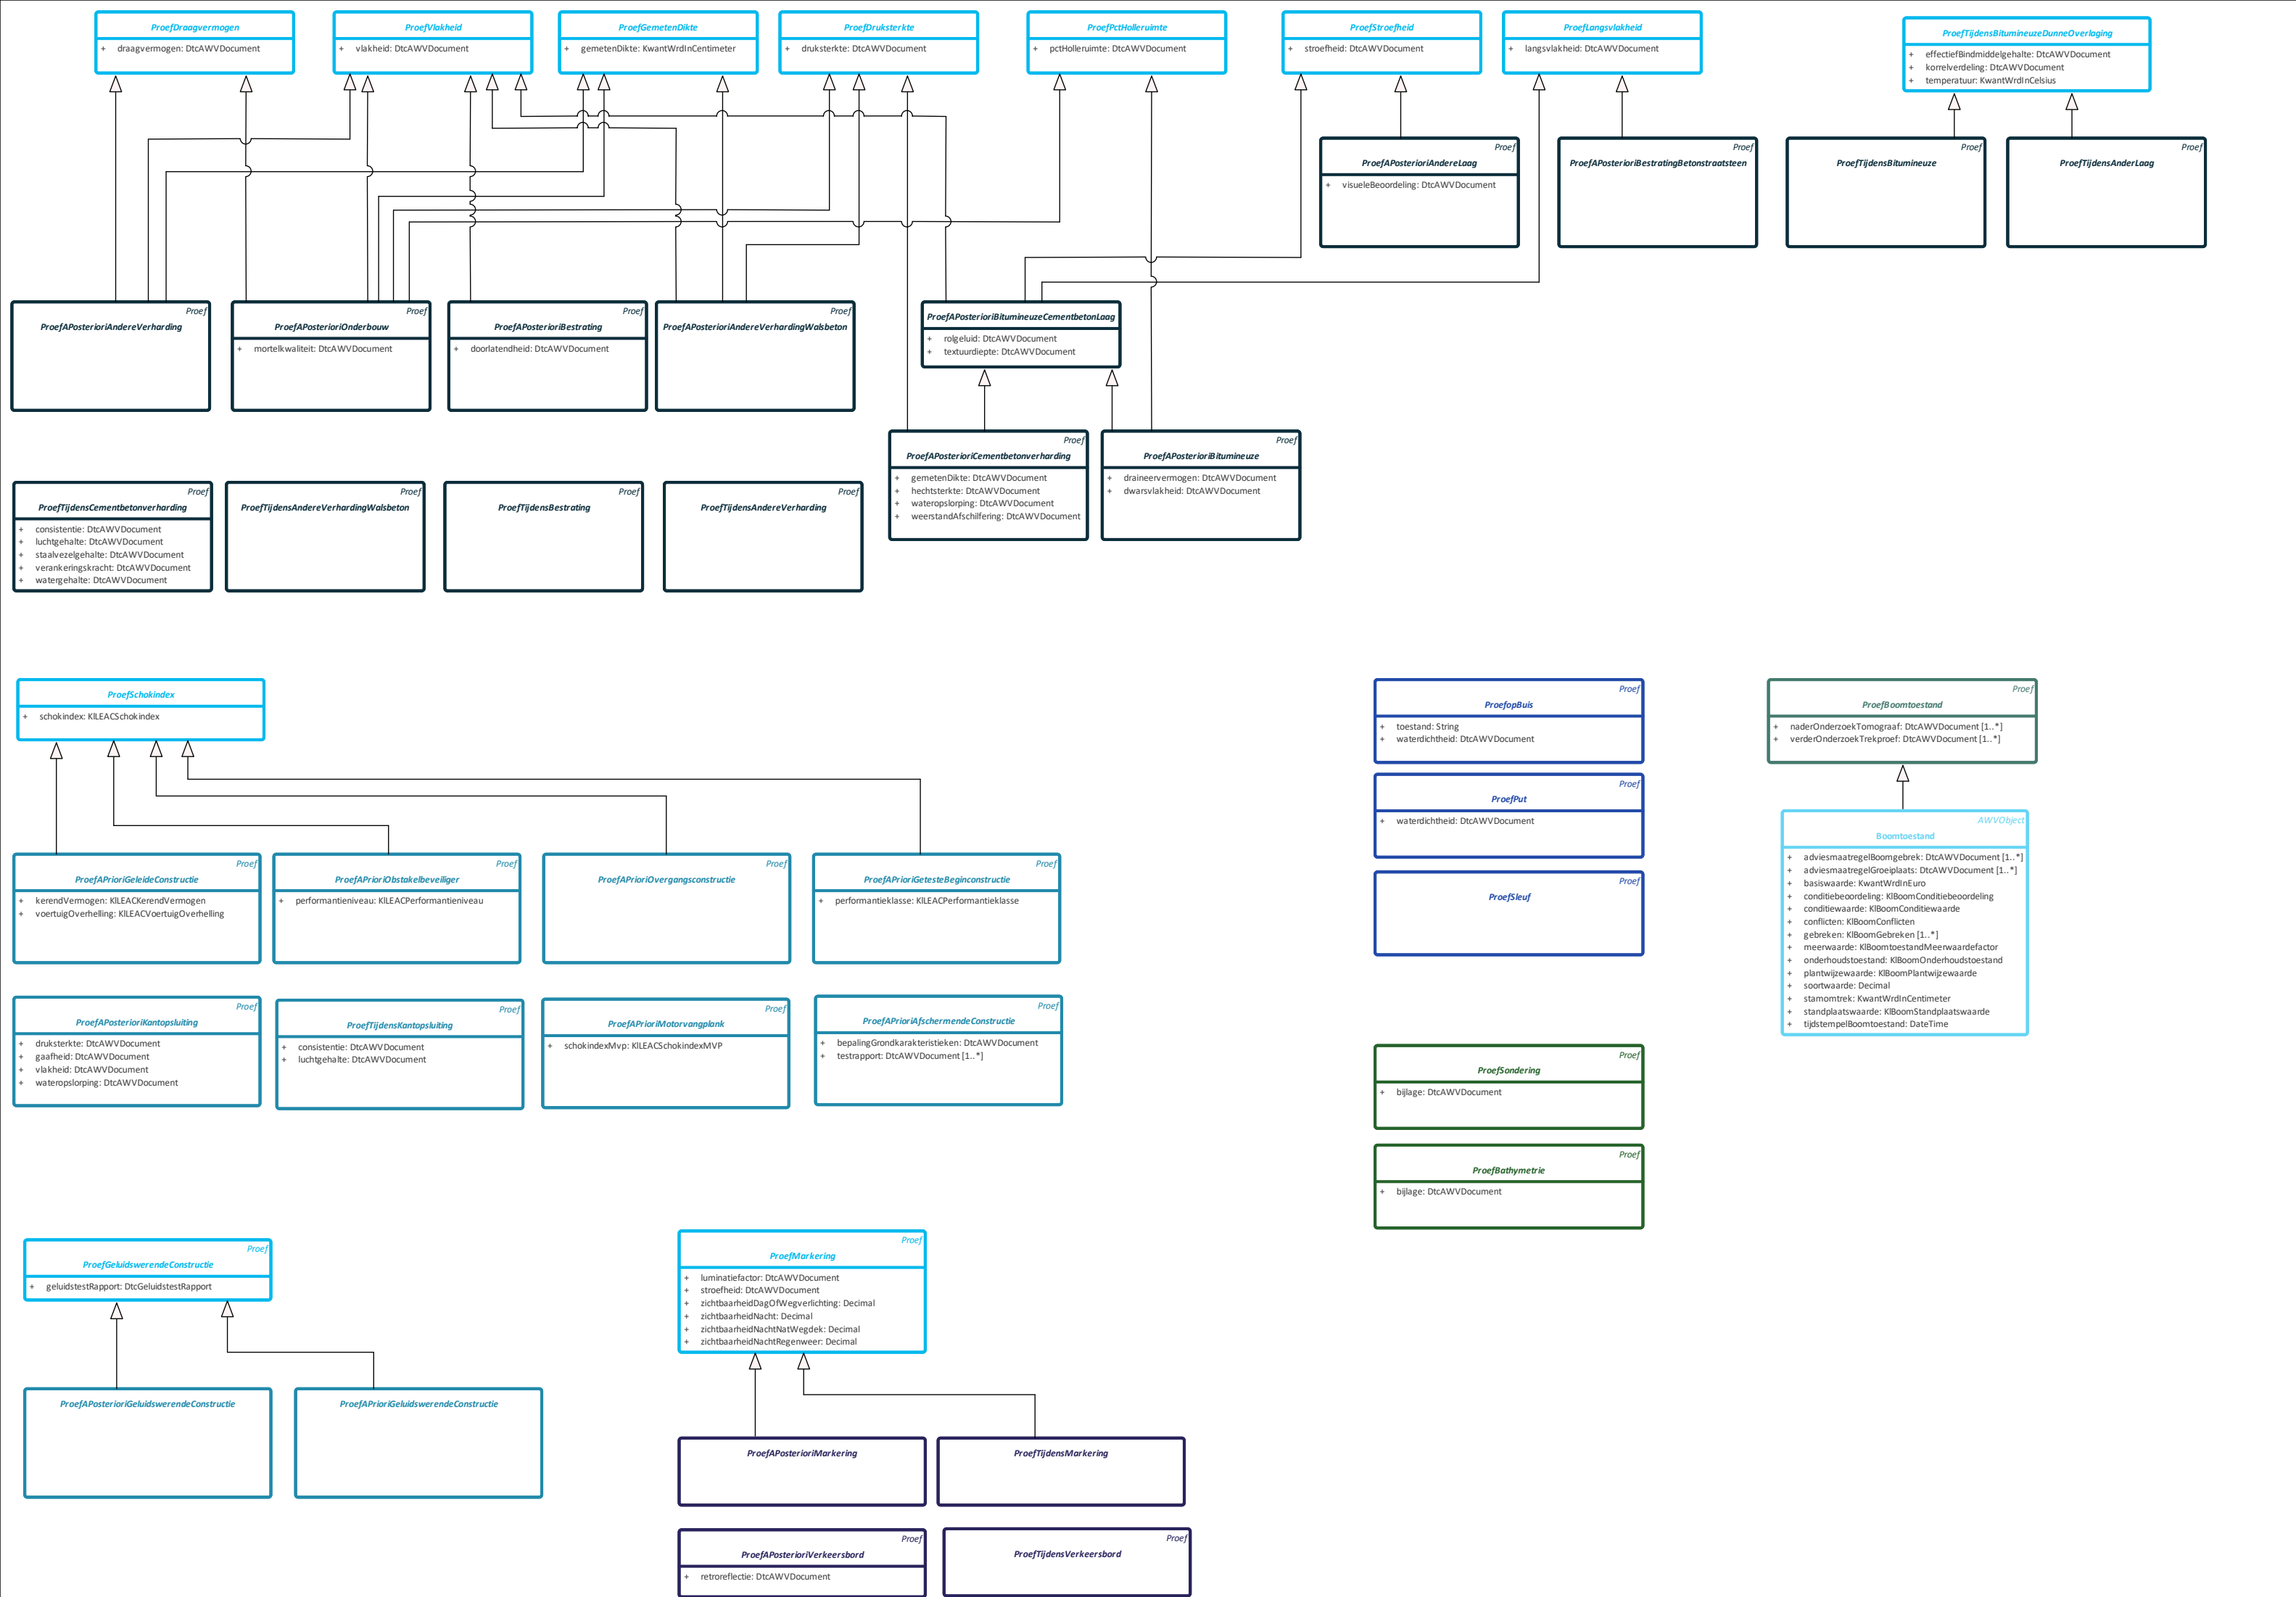 ProefDraagvermogen
+ draagvermogen: DtcAWVDocument
ProefVlakheid
+ vlakheid: DtcAWVDocument
ProefGemetenDikte
+ gemetenDikte: KwantWrdInCentimeter
ProefDruksterkte
+ druksterkte: DtcAWVDocument
ProefPctHolleruimte
+ pctHolleruimte: DtcAWVDocument
ProefStroefheid
+ stroefheid: DtcAWVDocument
ProefLangsvlakheid
+ langsvlakheid: DtcAWVDocument
ProefTijdensBitumineuzeDunneOverlaging
+ effectiefBindmiddelgehalte: DtcAWVDocument
+ korrelverdeling: DtcAWVDocument
+ temperatuur: KwantWrdInCelsius
Proef
ProefAPosterioriAndereLaag
+ visueleBeoordeling: DtcAWVDocument
Proef
ProefAPosterioriBestratingBetonstraatsteen
Proef
ProefTijdensBitumineuze
Proef
ProefTijdensAnderLaag
Proef
ProefAPosterioriAndereVerharding
Proef
ProefAPosterioriOnderbouw
+ mortelkwaliteit: DtcAWVDocument
Proef
ProefAPosterioriBestrating
+ doorlatendheid: DtcAWVDocument
Proef
ProefAPosterioriAndereVerhardingWalsbeton
ProefAPosterioriBitumineuzeCementbetonLaag
+ rolgeluid: DtcAWVDocument
+ textuurdiepte: DtcAWVDocument
Proef
ProefAPosterioriCementbetonverharding
+ gemetenDikte: DtcAWVDocument
+ hechtsterkte: DtcAWVDocument
+ wateropslorping: DtcAWVDocument
+ weerstandAfschilfering: DtcAWVDocument
Proef
ProefAPosterioriBitumineuze
+ draineervermogen: DtcAWVDocument
+ dwarsvlakheid: DtcAWVDocument
Proef
ProefTijdensCementbetonverharding
+ consistentie: DtcAWVDocument
+ luchtgehalte: DtcAWVDocument
+ staalvezelgehalte: DtcAWVDocument
+ verankeringskracht: DtcAWVDocument
+ watergehalte: DtcAWVDocument
Proef
ProefTijdensAndereVerhardingWalsbeton
Proef
ProefTijdensBestrating
Proef
ProefTijdensAndereVerharding
ProefSchokindex
+ schokindex: KlLEACSchokindex
Proef
ProefopBuis
+ toestand: String
+ waterdichtheid: DtcAWVDocument
Proef
ProefPut
+ waterdichtheid: DtcAWVDocument
Proef
ProefSleuf
Proef
ProefBoomtoestand
+ naderOnderzoekTomograaf: DtcAWVDocument [1..*]
+ verderOnderzoekTrekproef: DtcAWVDocument [1..*]
AWVObject
Boomtoestand
+ adviesmaatregelBoomgebrek: DtcAWVDocument [1..*]
+ adviesmaatregelGroeiplaats: DtcAWVDocument [1..*]
+ basiswaarde: KwantWrdInEuro
+ conditiebeoordeling: KlBoomConditiebeoordeling
+ conditiewaarde: KlBoomConditiewaarde
+ conflicten: KlBoomConflicten
+ gebreken: KlBoomGebreken [1..*]
+ meerwaarde: KlBoomtoestandMeerwaardefactor
+ onderhoudstoestand: KlBoomOnderhoudstoestand
+ plantwijzewaarde: KlBoomPlantwijzewaarde
+ soortwaarde: Decimal
+ stamomtrek: KwantWrdInCentimeter
+ standplaatswaarde: KlBoomStandplaatswaarde
+ tijdstempelBoomtoestand: DateTime
Proef
ProefAPrioriGeleideConstructie
+ kerendVermogen: KlLEACKerendVermogen
+ voertuigOverhelling: KlLEACVoertuigOverhelling
Proef
ProefAPrioriObstakelbeveiliger
+ performantieniveau: KlLEACPerformantieniveau
Proef
ProefAPrioriOvergangsconstructie
Proef
ProefAPrioriGetesteBeginconstructie
+ performantieklasse: KlLEACPerformantieklasse
Proef
ProefAPosterioriKantopsluiting
+ druksterkte: DtcAWVDocument
+ gaafheid: DtcAWVDocument
+ vlakheid: DtcAWVDocument
+ wateropslorping: DtcAWVDocument
Proef
ProefTijdensKantopsluiting
+ consistentie: DtcAWVDocument
+ luchtgehalte: DtcAWVDocument
Proef
ProefAPrioriMotorvangplank
+ schokindexMvp: KlLEACSchokindexMVP
Proef
ProefAPrioriAfschermendeConstructie
+ bepalingGrondkarakteristieken: DtcAWVDocument
+ testrapport: DtcAWVDocument [1..*]
Proef
ProefSondering
+ bijlage: DtcAWVDocument
Proef
ProefBathymetrie
+ bijlage: DtcAWVDocument
Proef
ProefGeluidswerendeConstructie
+ geluidstestRapport: DtcGeluidstestRapport
Proef
ProefMarkering
+ luminatiefactor: DtcAWVDocument
+ stroefheid: DtcAWVDocument
+ zichtbaarheidDagOfWegverlichting: Decimal
+ zichtbaarheidNacht: Decimal
+ zichtbaarheidNachtNatWegdek: Decimal
+ zichtbaarheidNachtRegenweer: Decimal
ProefAPosterioriGeluidswerendeConstructie
ProefAPrioriGeluidswerendeConstructie
ProefAPosterioriMarkering
ProefTijdensMarkering
Proef
ProefAPosterioriVerkeersbord
+ retroreflectie: DtcAWVDocument
Proef
ProefTijdensVerkeersbord